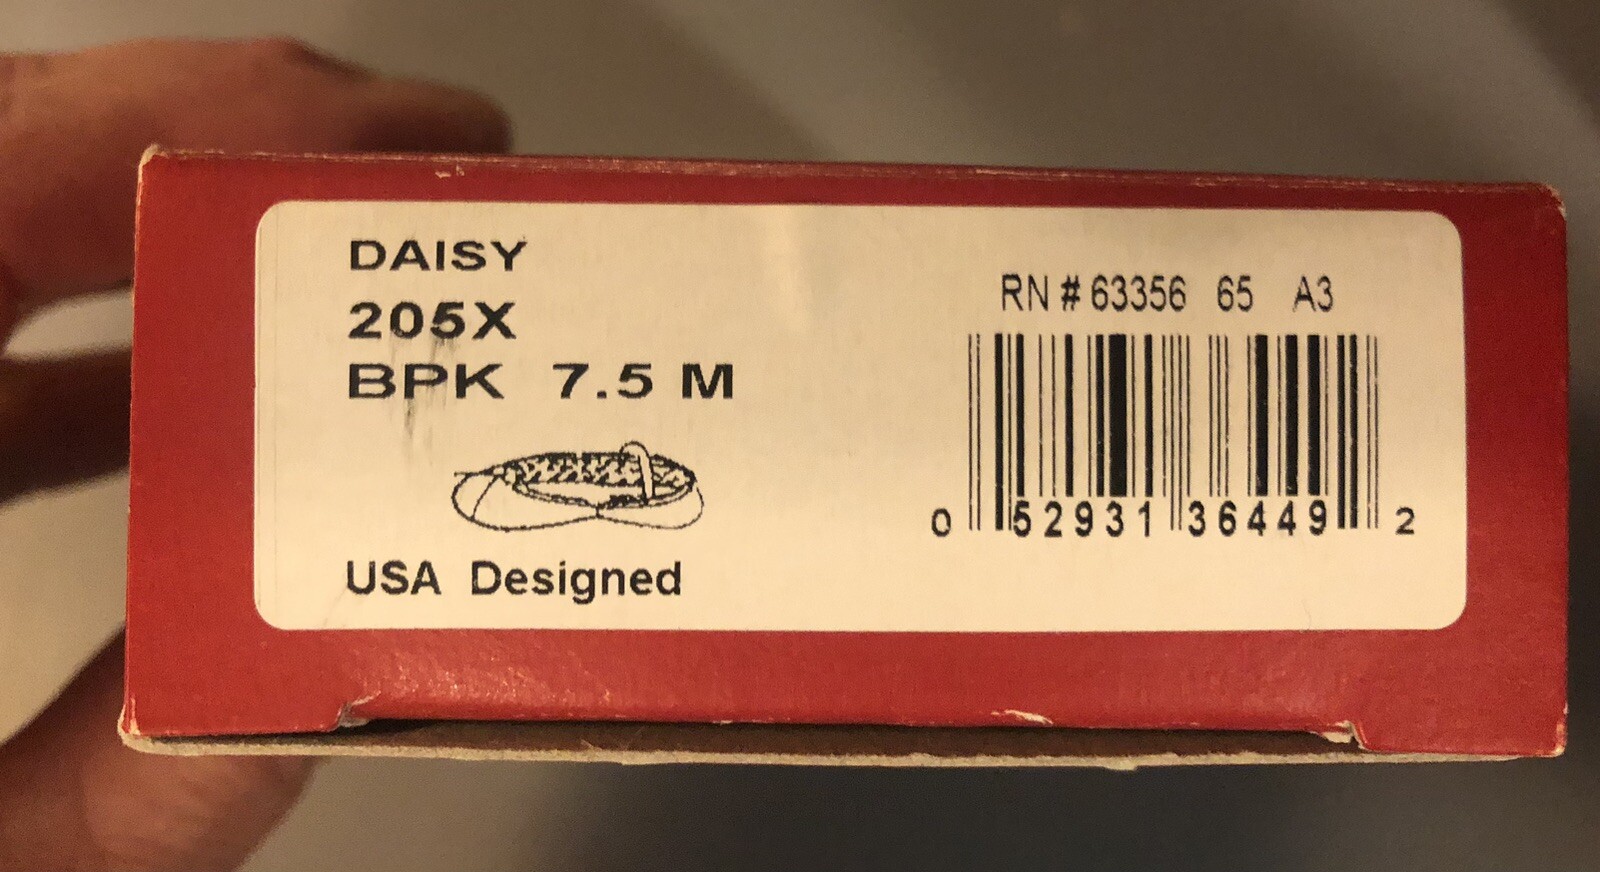 DAISY
205X
BPK 7.5 M
USA Designed
RN # 63356 65 A3
0 52931 36449 2